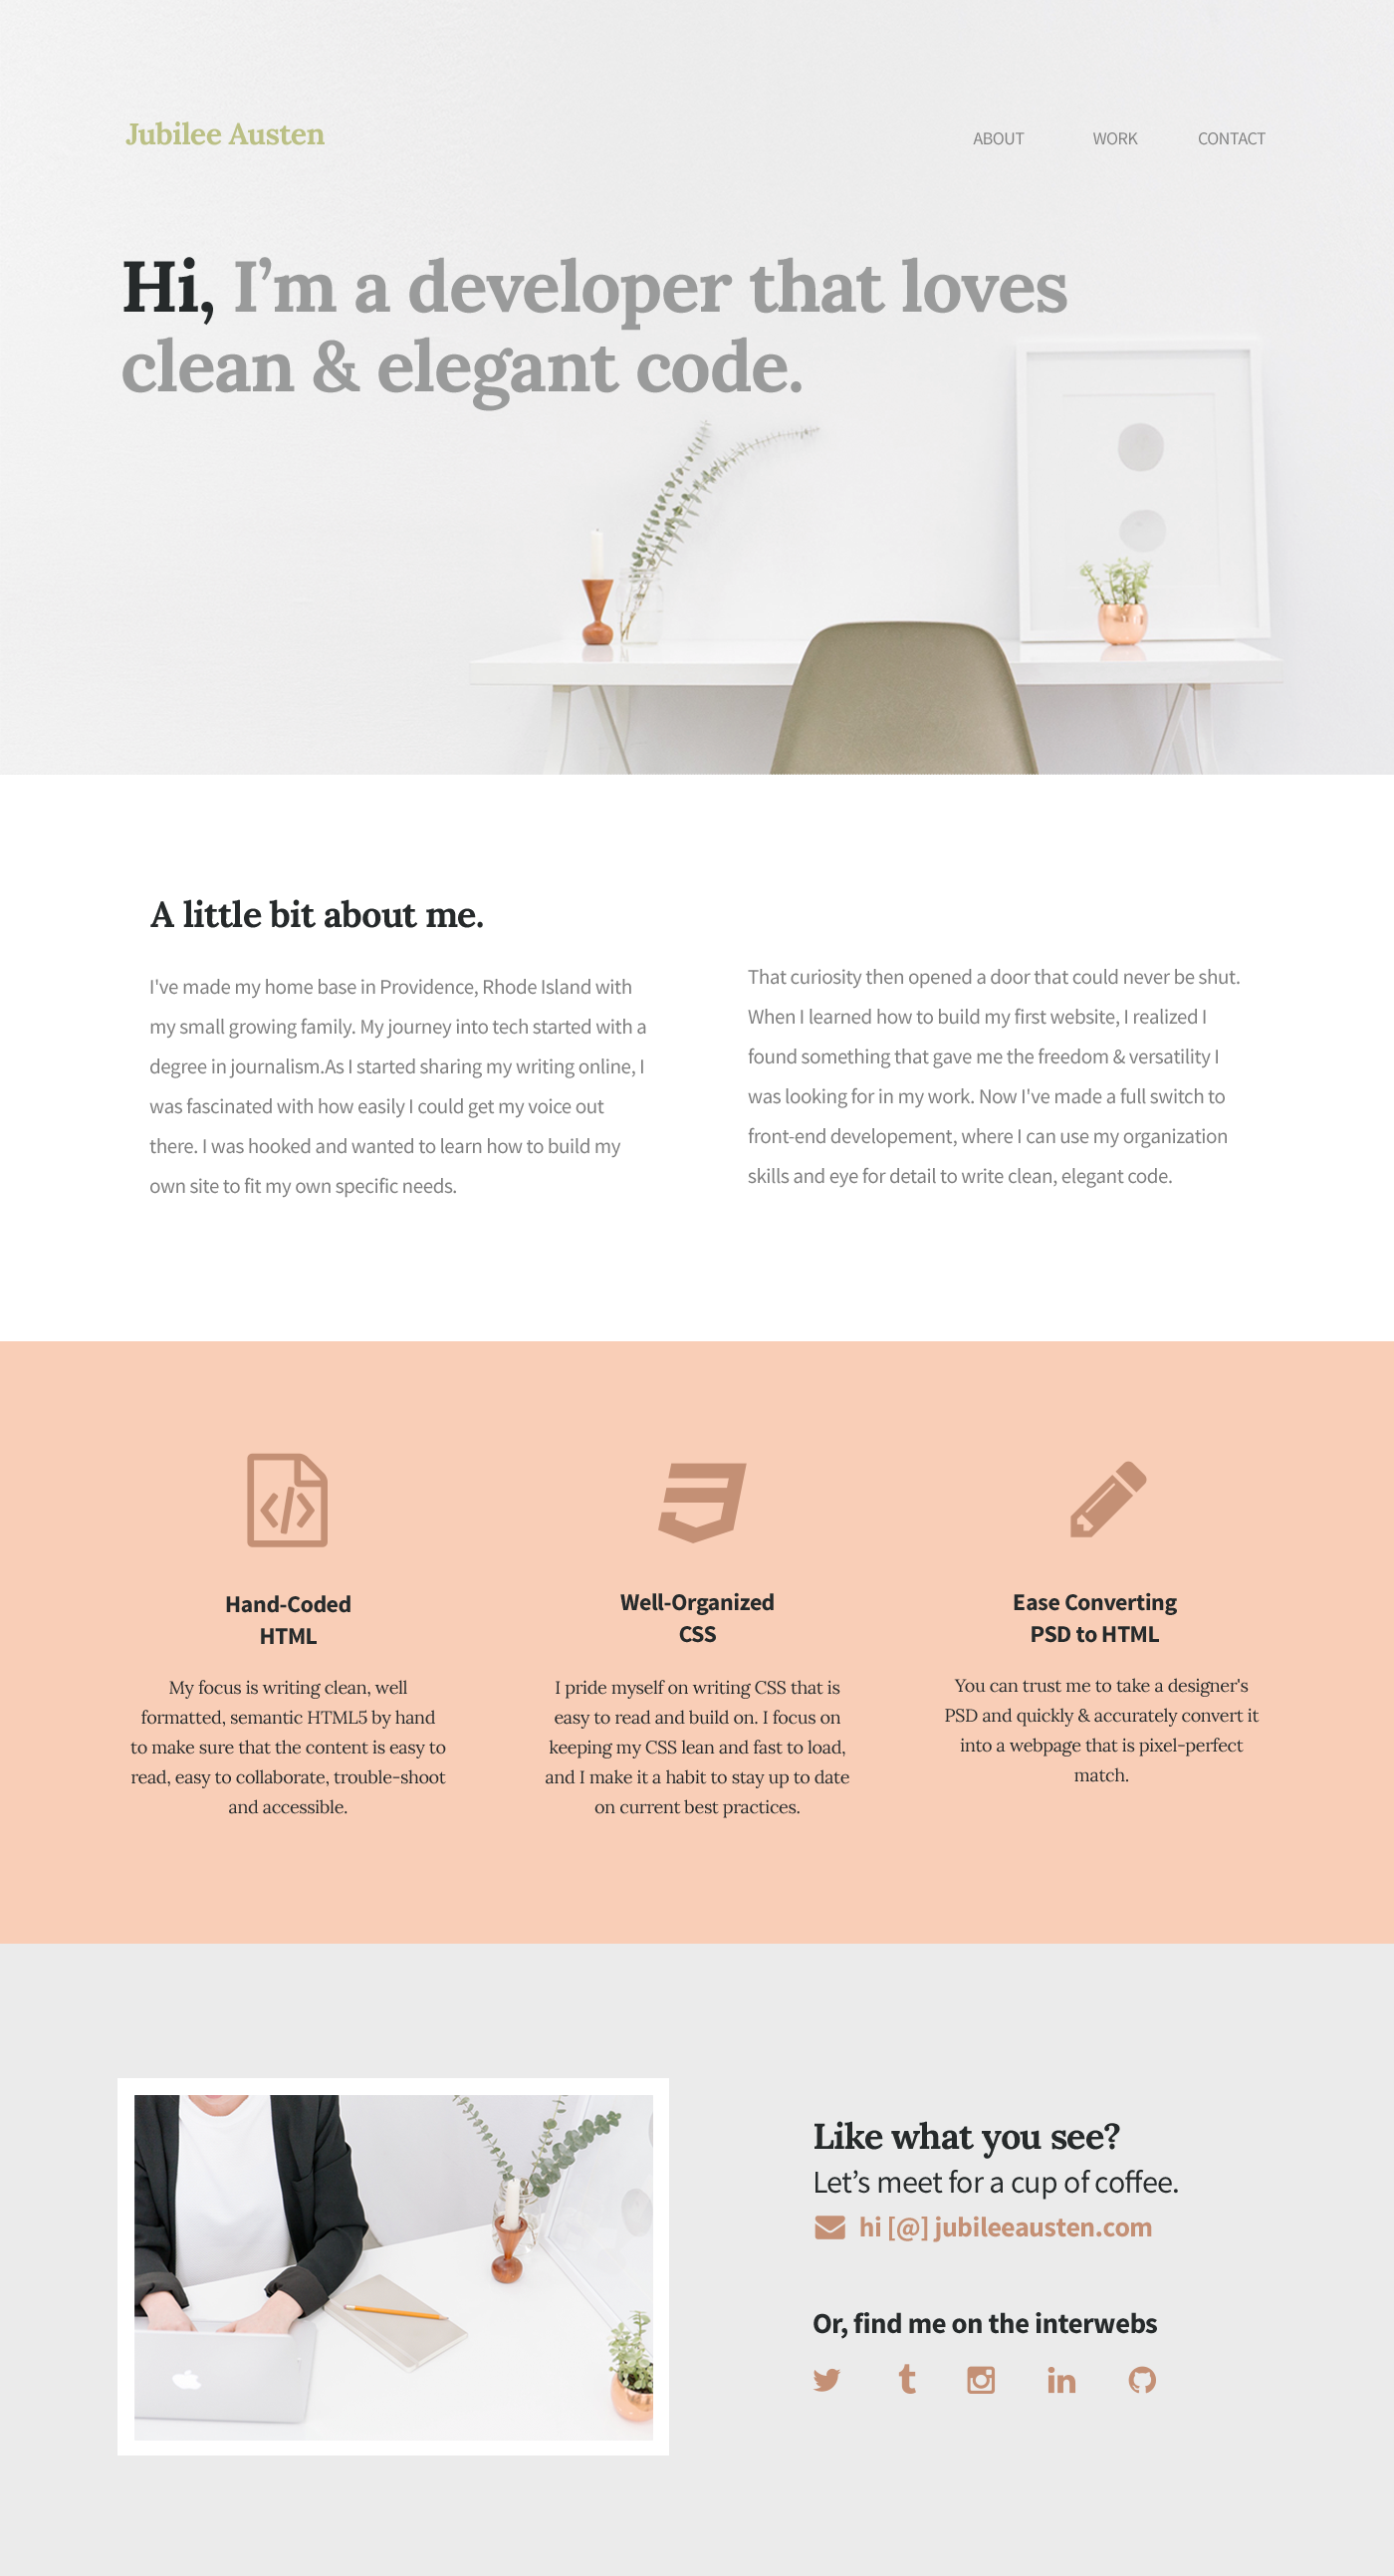 Jubilee Austen
ABOUT WORK CONTACT
Hi, I’m a developer that loves
clean & elegant code.
A little bit about me.
I've made my home base in Providence, Rhode Island with
my small growing family. My journey into tech started with a
degree in journalism.As I started sharing my writing online, I
was fascinated with how easily I could get my voice out
there. I was hooked and wanted to learn how to build my
own site to fit my own specific needs.
That curiosity then opened a door that could never be shut.
When I learned how to build my first website, I realized I
found something that gave me the freedom & versatility I
was looking for in my work. Now I've made a full switch to
front-end developement, where I can use my organization
skills and eye for detail to write clean, elegant code.
Hand-Coded
HTML
My focus is writing clean, well
formatted, semantic HTML5 by hand
to make sure that the content is easy to
read, easy to collaborate, trouble-shoot
and accessible.
Well-Organized
CSS
I pride myself on writing CSS that is
easy to read and build on. I focus on
keeping my CSS lean and fast to load,
and I make it a habit to stay up to date
on current best practices.
Ease Converting
PSD to HTML
You can trust me to take a designer's
PSD and quickly & accurately convert it
into a webpage that is pixel-perfect
match.
Like what you see?
Let’s meet for a cup of coffee.
hi [@] jubileeausten.com
Or, find me on the interwebs